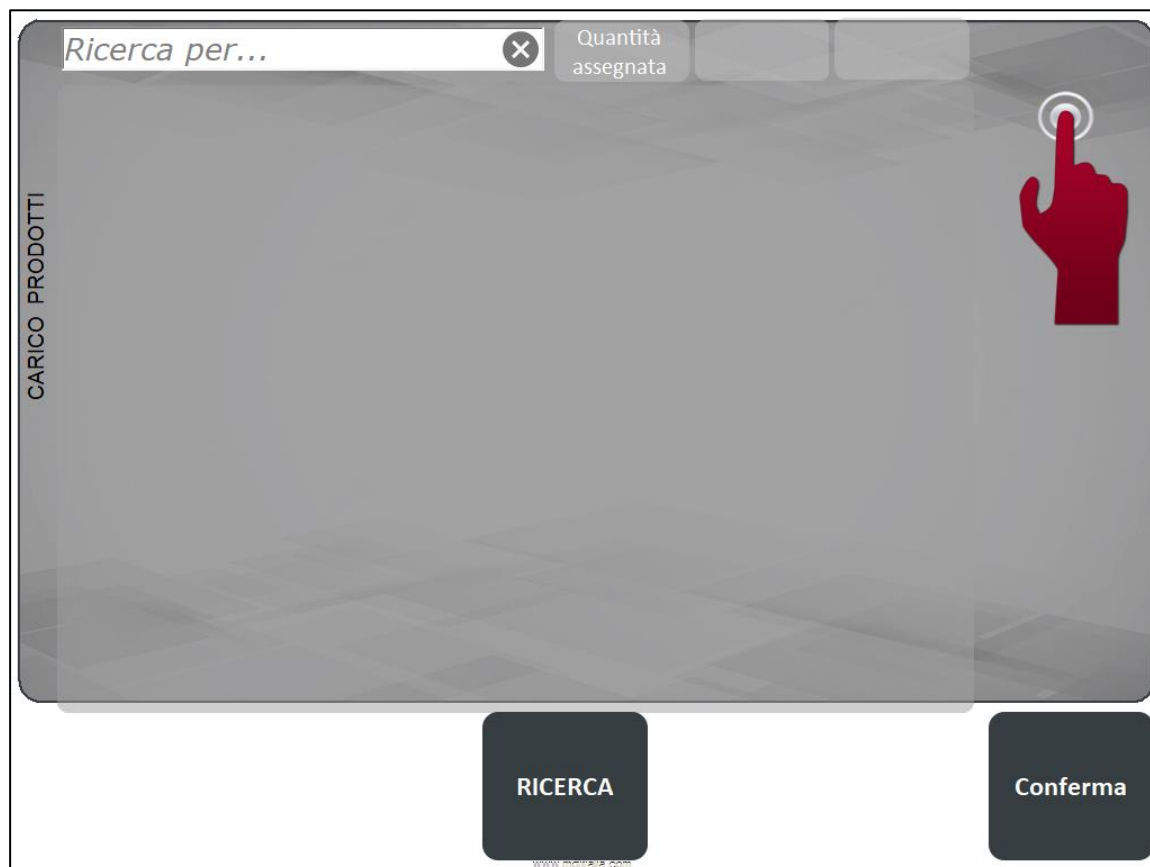 Ricerca per...
Quantità
assegnata
CARICO PRODOTTI
RICERCA
Conferma